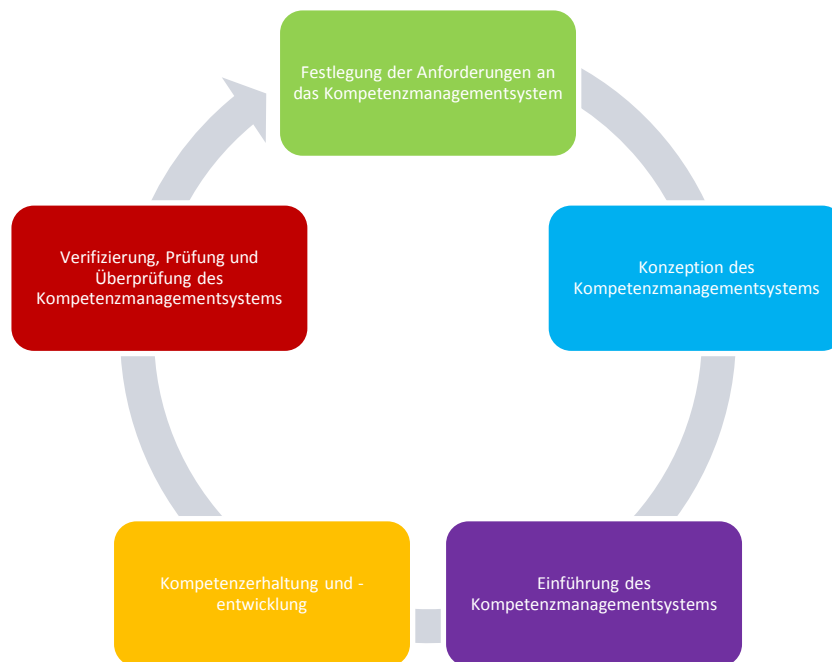 Festlegung der Anforderungen an
das Kompetenzmanagementsystem
Konzeption des
Kompetenzmanagementsystems
Einführung des
Kompetenzmanagementsystems
Kompetenzerhaltung und -
entwicklung
Verifizierung, Prüfung und
Überprüfung des
Kompetenzmanagementsystems